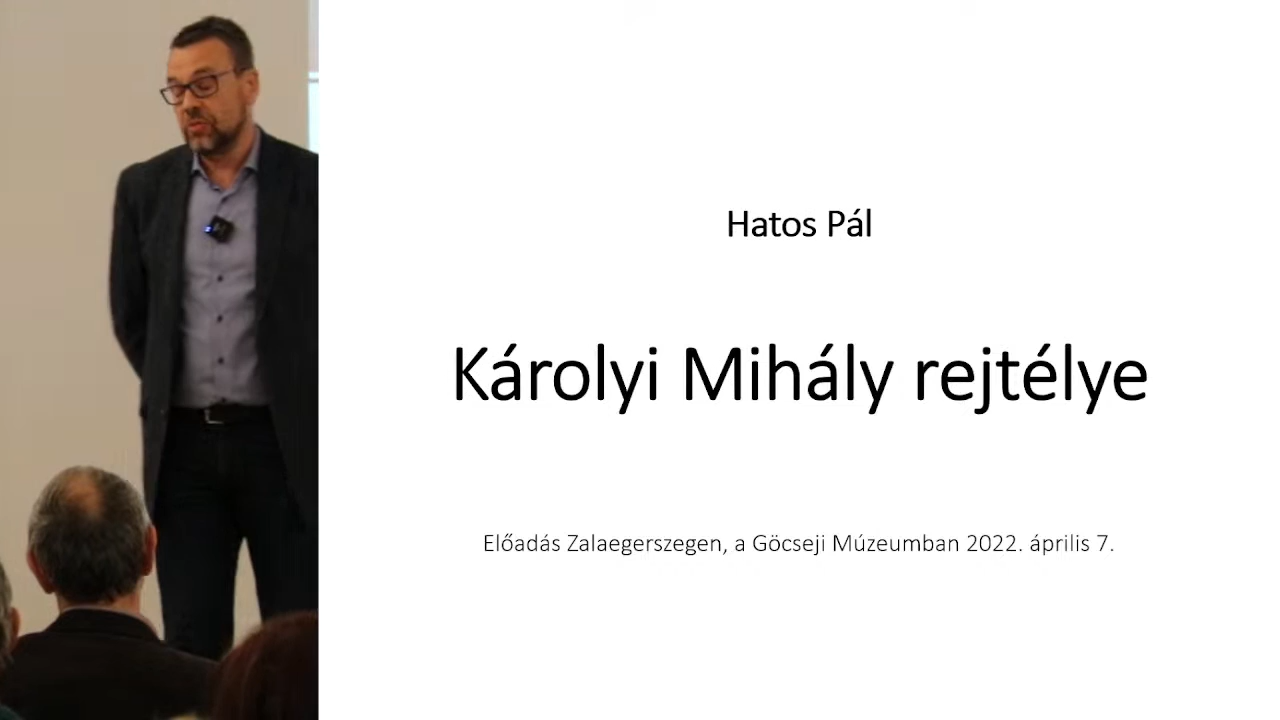 Hatos Pál
Károlyi Mihály rejtélye
Előadás Zalaegerszegen, a Göcseji Múzeumban 2022. április 7.